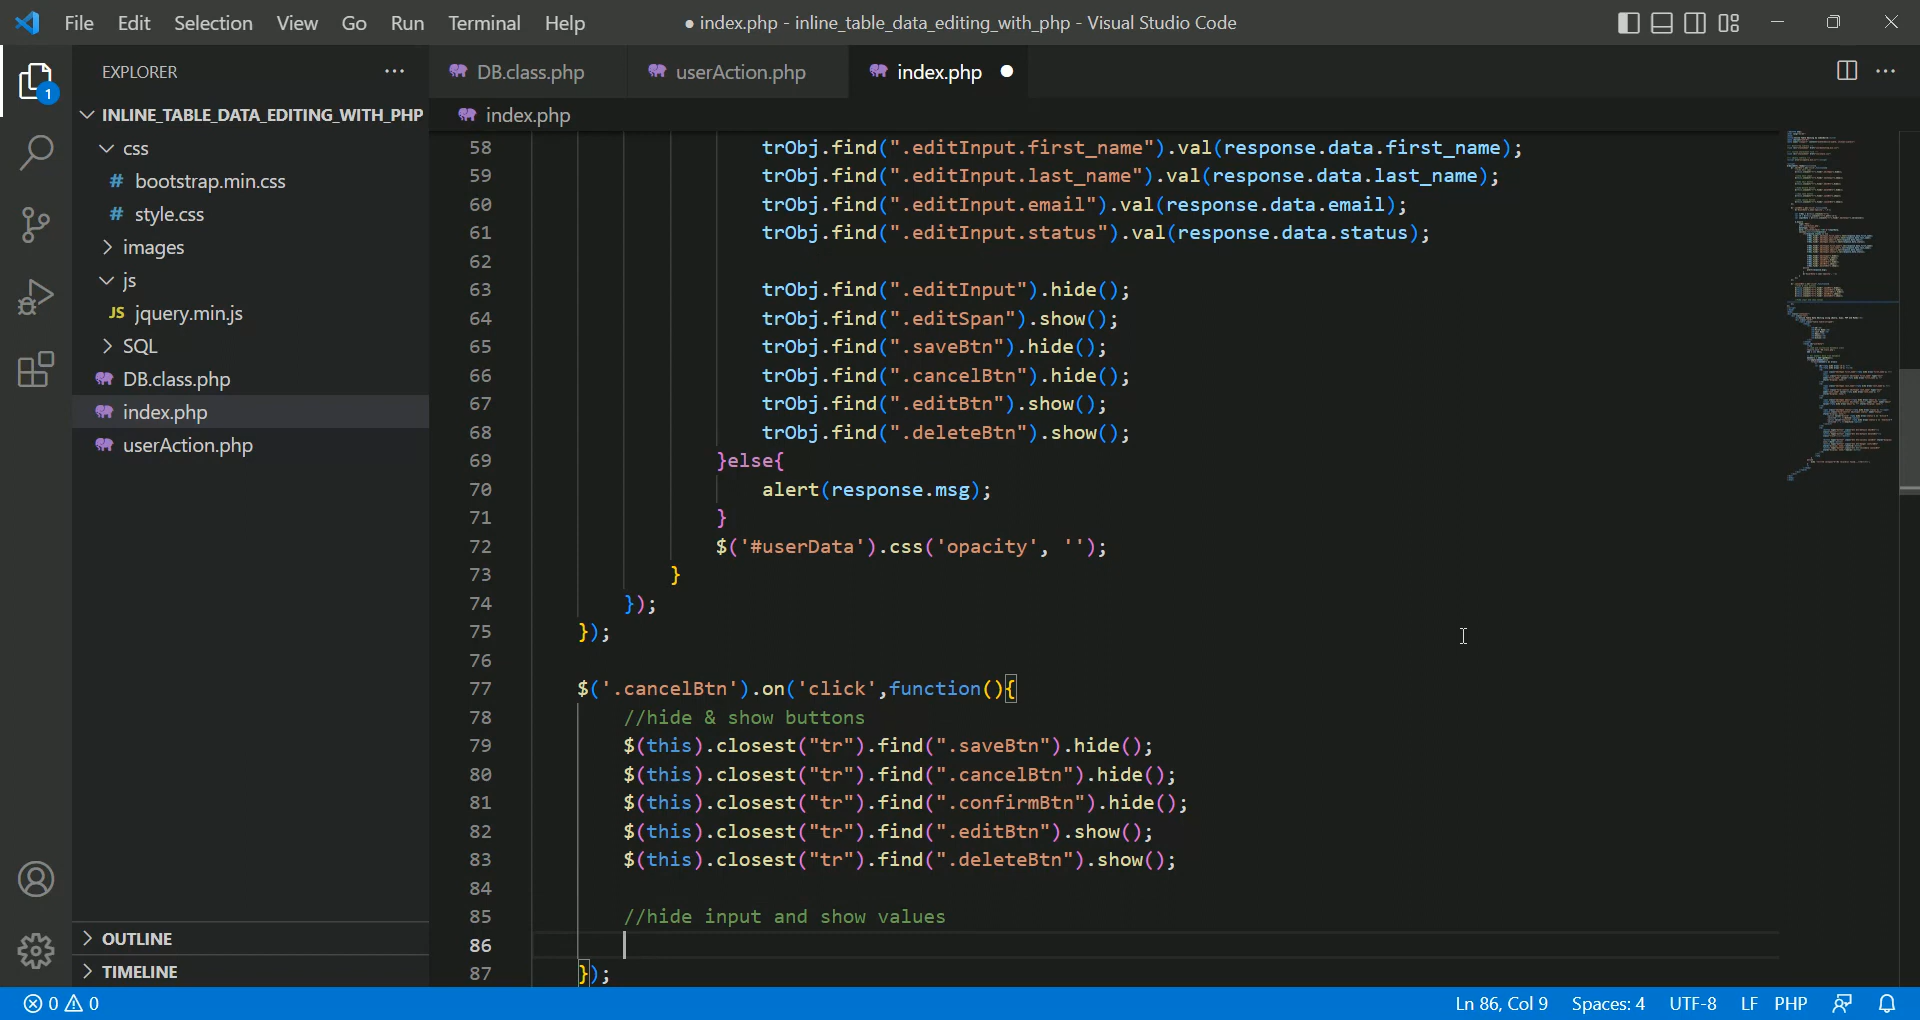 File Edit Selection View Go Run Terminal Help
● index.php - inline_table_data_editing_with_php - Visual Studio Code
EXPLORER
1
INLINE_TABLE_DATA_EDITING_WITH_PHP
css
# bootstrap.min.css
# style.css
images
js
JS jquery.min.js
SQL
DB.class.php
index.php
userAction.php
OUTLINE
TIMELINE
DB.class.php userAction.php index.php
index.php
58 trObj.find(".editInput.first_name").val(response.data.first_name);
59 trObj.find(".editInput.last_name").val(response.data.last_name);
60 trObj.find(".editInput.email").val(response.data.email);
61 trObj.find(".editInput.status").val(response.data.status);
62
63 trObj.find(".editInput").hide();
64 trObj.find(".editSpan").show();
65 trObj.find(".saveBtn").hide();
66 trObj.find(".cancelBtn").hide();
67 trObj.find(".editBtn").show();
68 trObj.find(".deleteBtn").show();
69 }else{
70 alert(response.msg);
71 }
72 $('#userData').css('opacity', '');
73 }
74 });
75 });
76
77 $('.cancelBtn').on('click',function(){
78 //hide & show buttons
79 $(this).closest("tr").find(".saveBtn").hide();
80 $(this).closest("tr").find(".cancelBtn").hide();
81 $(this).closest("tr").find(".confirmBtn").hide();
82 $(this).closest("tr").find(".editBtn").show();
83 $(this).closest("tr").find(".deleteBtn").show();
84
85 //hide input and show values
86
87 });
0 0
Ln 86, Col 9 Spaces: 4 UTF-8 LF PHP